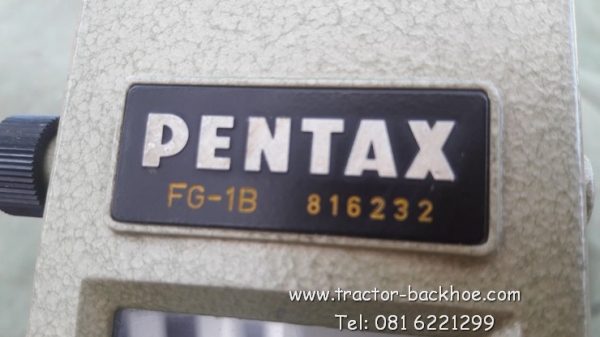 PENTAX
FG-1B 816232
www.tractor-backhoe.com
Tel: 081 6221299